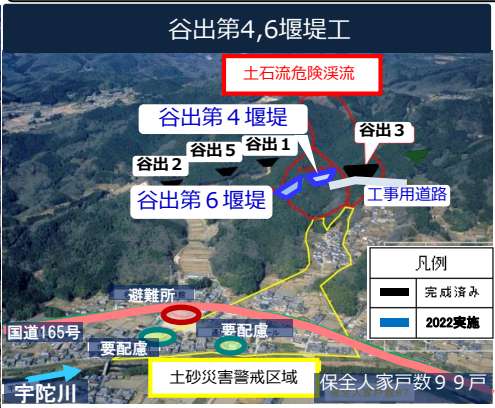 谷出第4,6堰堤工
土石流危険渓流
谷出第４堰堤
谷出３
谷出１
谷出５
谷出２
谷出第６堰堤
工事用道路
凡例
完成済み
2022実施
避難所
国道165号
要配慮
要配慮
土砂災害警戒区域
保全人家戸数９９戸
宇陀川